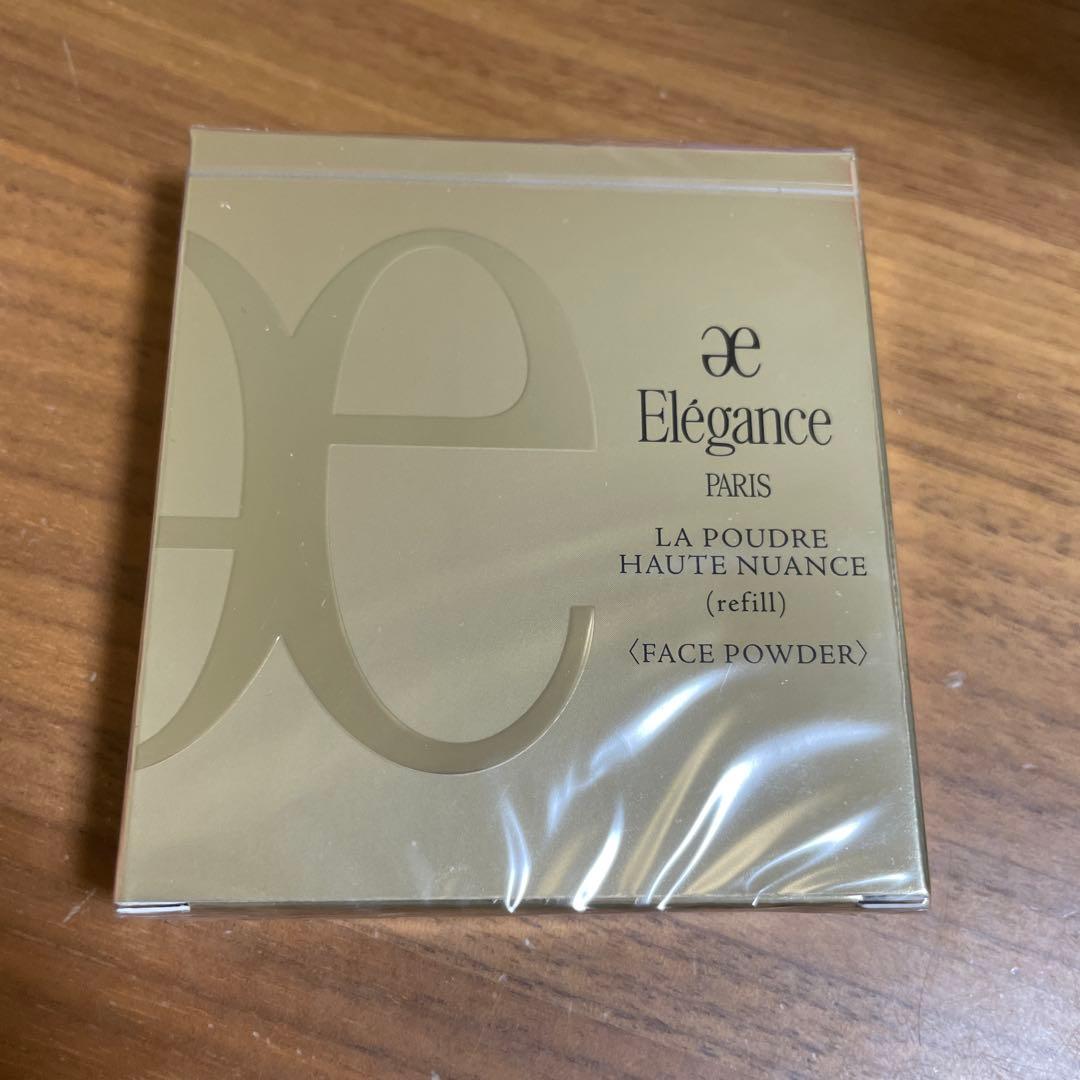 æ
Elégance
PARIS
LA POUDRE
HAUTE NUANCE
(refill)
〈FACE POWDER〉